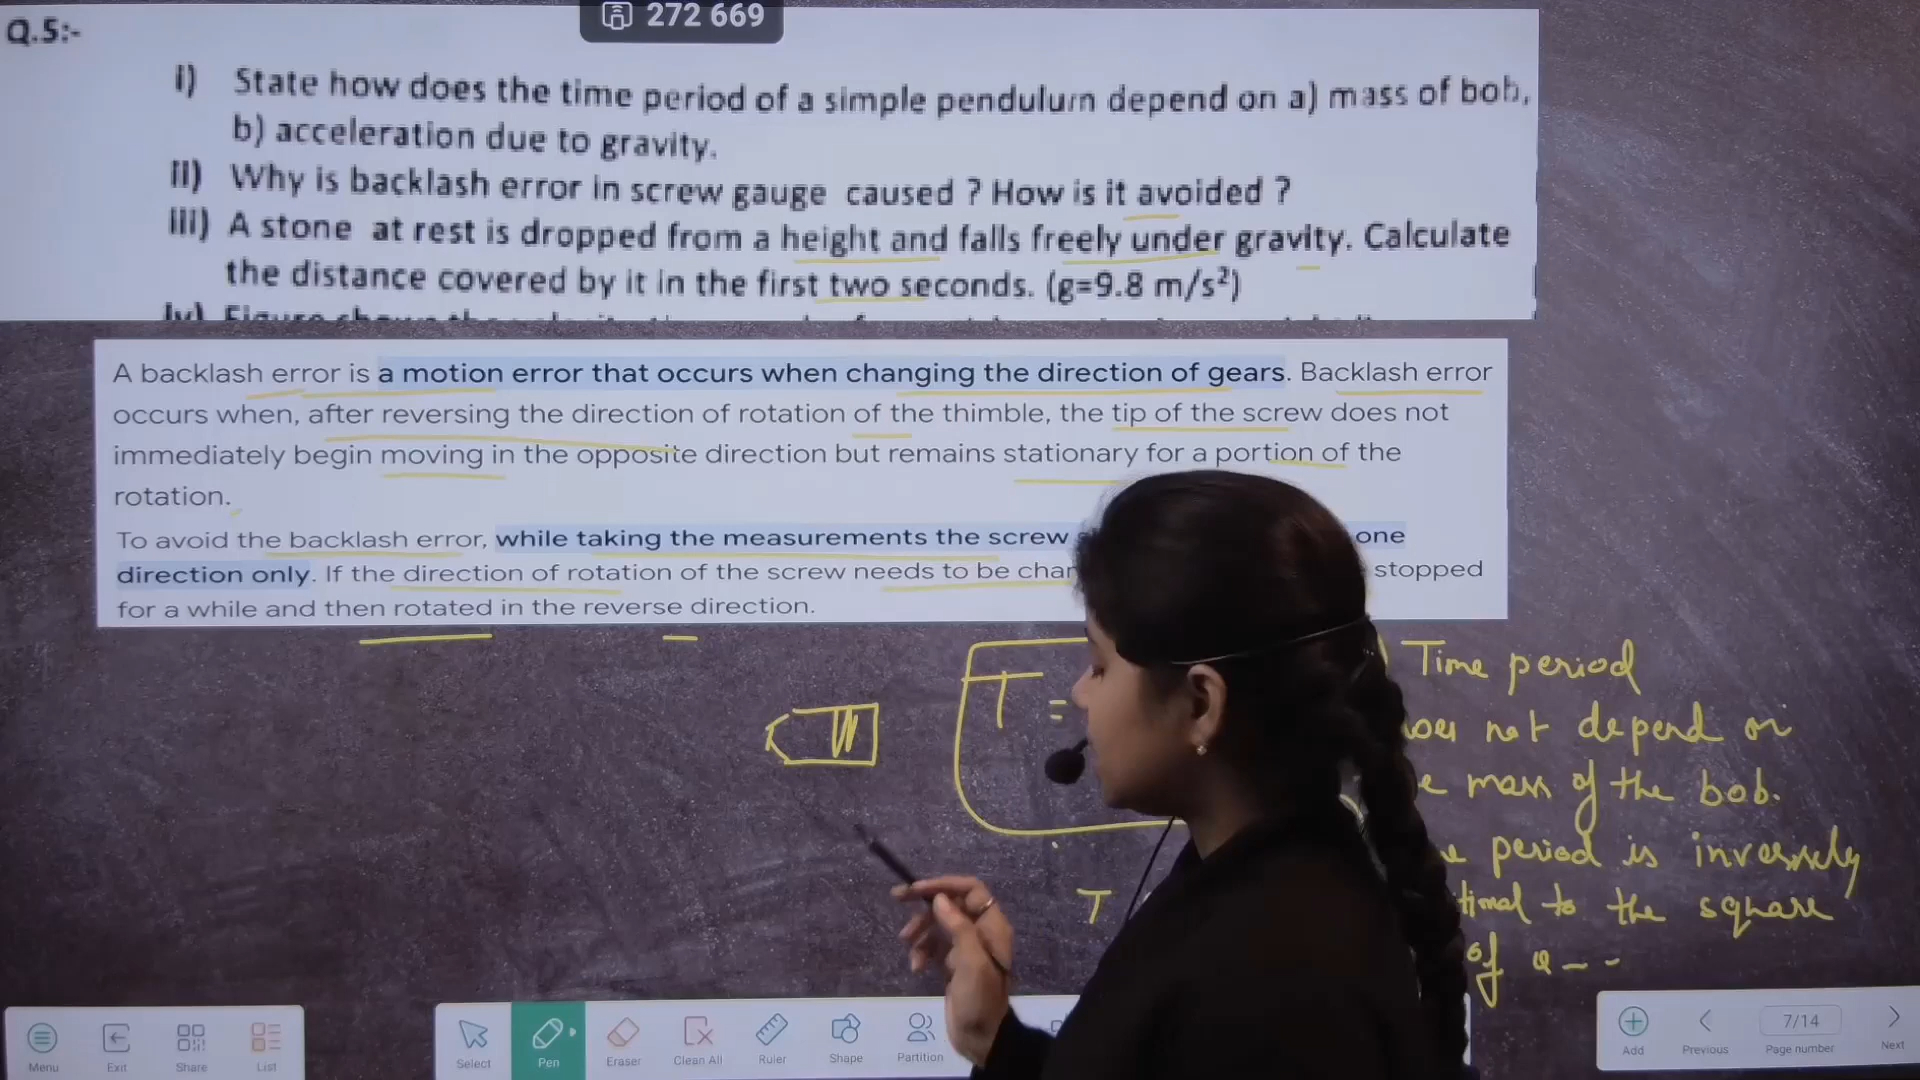 272 669
Q.5:-
i) State how does the time period of a simple pendulum depend on a) mass of bob,
b) acceleration due to gravity.
ii) Why is backlash error in screw gauge caused ? How is it avoided ?
iii) A stone at rest is dropped from a height and falls freely under gravity. Calculate
the distance covered by it in the first two seconds. (g=9.8 m/s²)
A backlash error is a motion error that occurs when changing the direction of gears. Backlash error
occurs when, after reversing the direction of rotation of the thimble, the tip of the screw does not
immediately begin moving in the opposite direction but remains stationary for a portion of the
rotation.
To avoid the backlash error, while taking the measurements the screw one
direction only. If the direction of rotation of the screw needs to be stopped
for a while and then rotated in the reverse direction.
T =
Time period
not depend on
mass of the bob.
T
period is inversely
to the square
of
Menu
Exit
Share
List
Select
Pen
Eraser
Clean All
Ruler
Shape
Partition
Add
Previous
7/14
Page number
Next